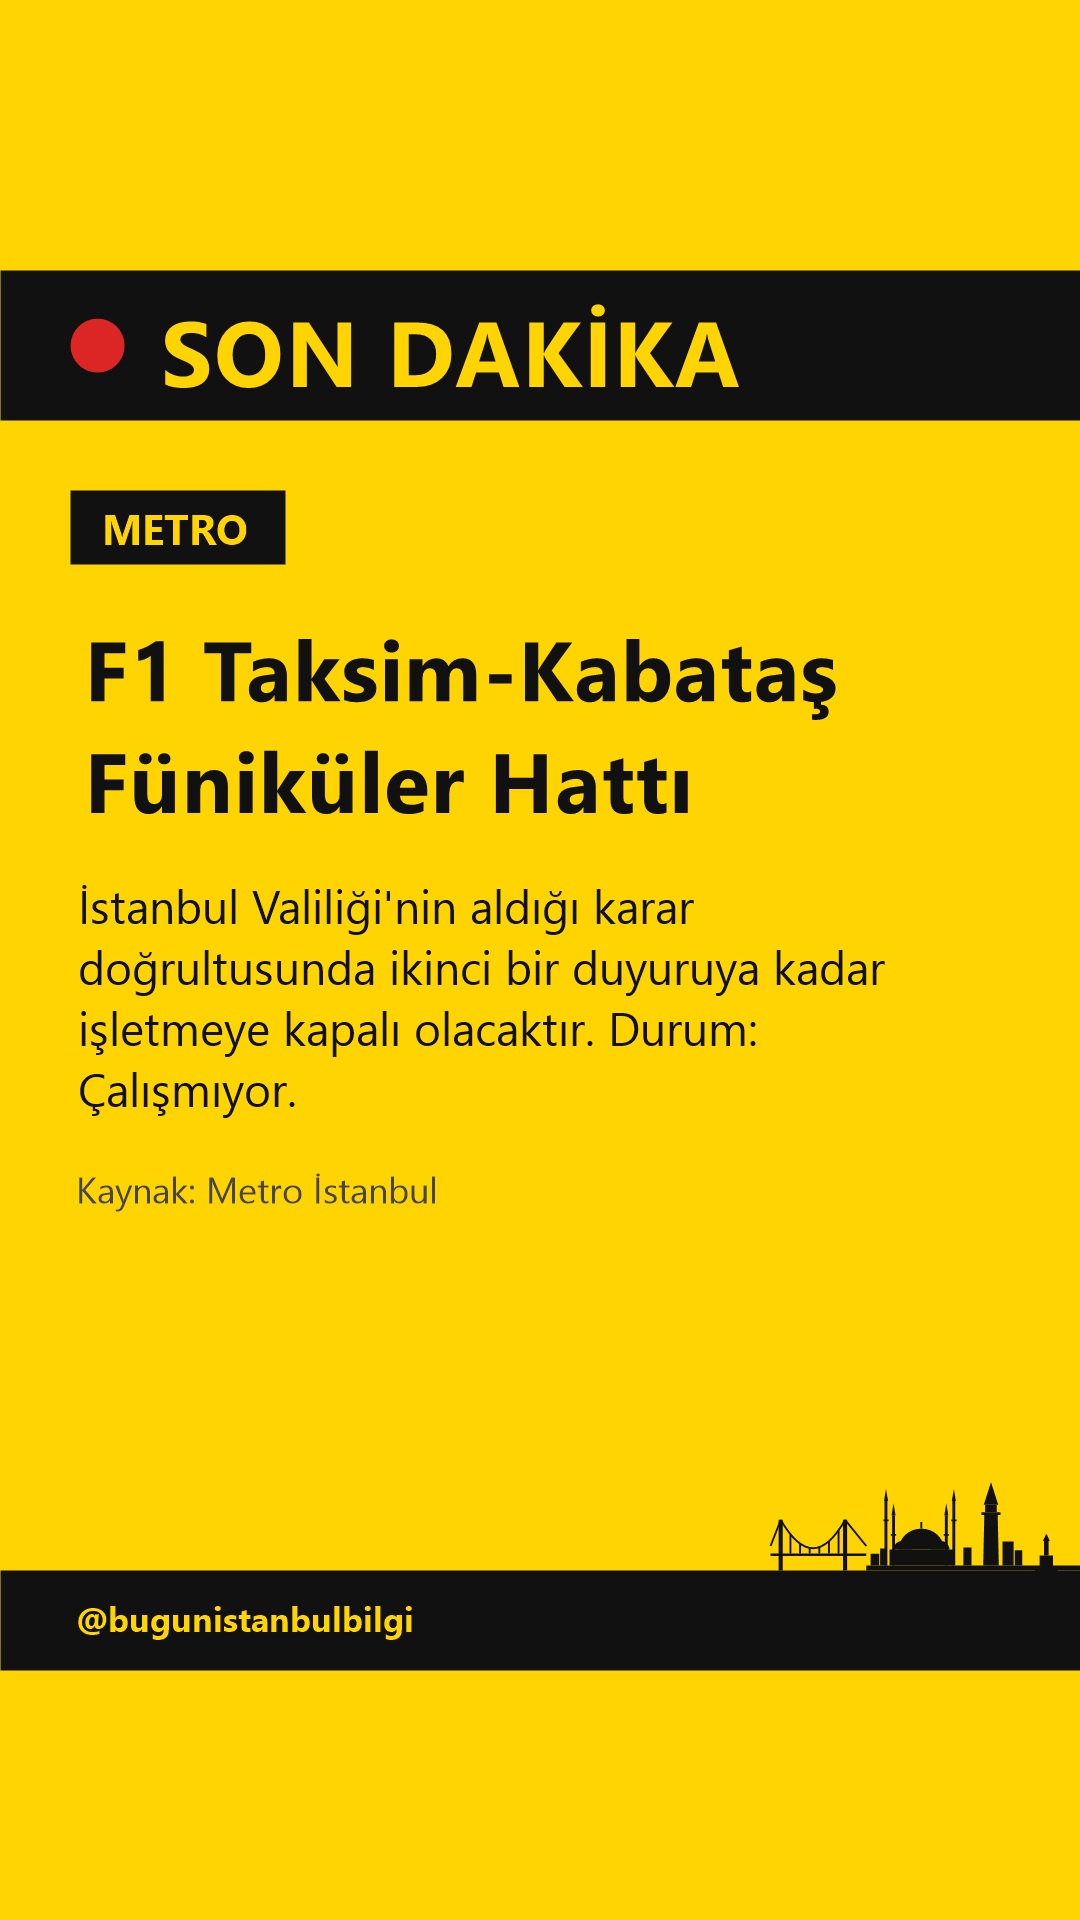 SON DAKİKA
METRO
F1 Taksim-Kabataş
Füniküler Hattı
İstanbul Valiliği'nin aldığı karar
doğrultusunda ikinci bir duyuruya kadar
işletmeye kapalı olacaktır. Durum:
Çalışmıyor.
Kaynak: Metro İstanbul
@bugunistanbulbilgi